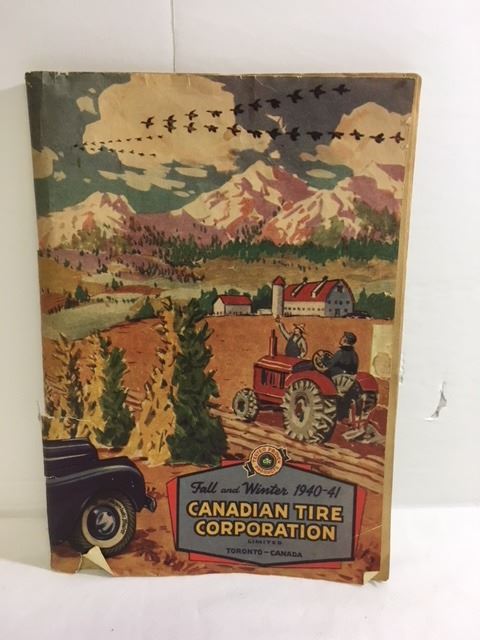 Fall and Winter 1940-41
CANADIAN TIRE
CORPORATION
LIMITED
TORONTO-CANADA